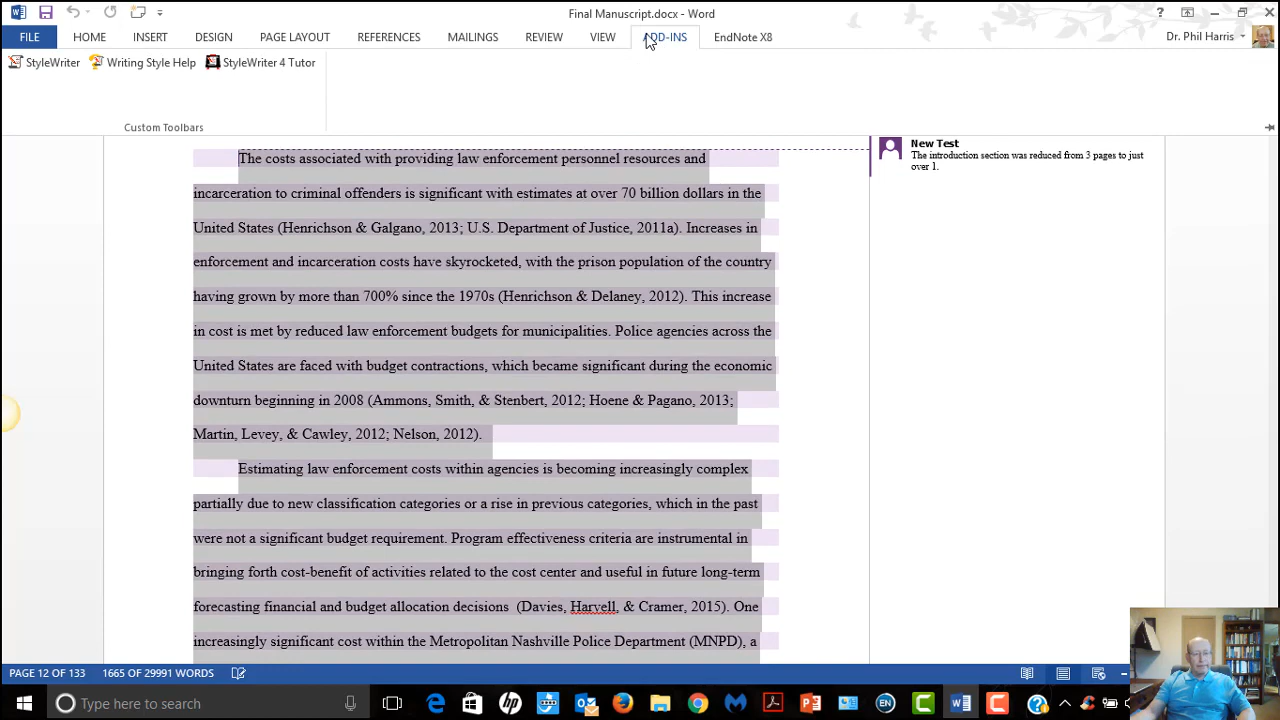 Final Manuscript.docx - Word
FILE HOME INSERT DESIGN PAGE LAYOUT REFERENCES MAILINGS REVIEW VIEW ADD-INS EndNote X8 Dr. Phil Harris
StyleWriter Writing Style Help StyleWriter 4 Tutor
Custom Toolbars
The costs associated with providing law enforcement personnel resources and
incarceration to criminal offenders is significant with estimates at over 70 billion dollars in the
United States (Henrichson & Galgano, 2013; U.S. Department of Justice, 2011a). Increases in
enforcement and incarceration costs have skyrocketed, with the prison population of the country
having grown by more than 700% since the 1970s (Henrichson & Delaney, 2012). This increase
in cost is met by reduced law enforcement budgets for municipalities. Police agencies across the
United States are faced with budget contractions, which became significant during the economic
downturn beginning in 2008 (Ammons, Smith, & Stenbert, 2012; Hoene & Pagano, 2013;
Martin, Levey, & Cawley, 2012; Nelson, 2012).
Estimating law enforcement costs within agencies is becoming increasingly complex
partially due to new classification categories or a rise in previous categories, which in the past
were not a significant budget requirement. Program effectiveness criteria are instrumental in
bringing forth cost-benefit of activities related to the cost center and useful in future long-term
forecasting financial and budget allocation decisions (Davies, Harvell, & Cramer, 2015). One
increasingly significant cost within the Metropolitan Nashville Police Department (MNPD), a
New Test
The introduction section was reduced from 3 pages to just
over 1.
PAGE 12 OF 133 1665 OF 29991 WORDS
Type here to search